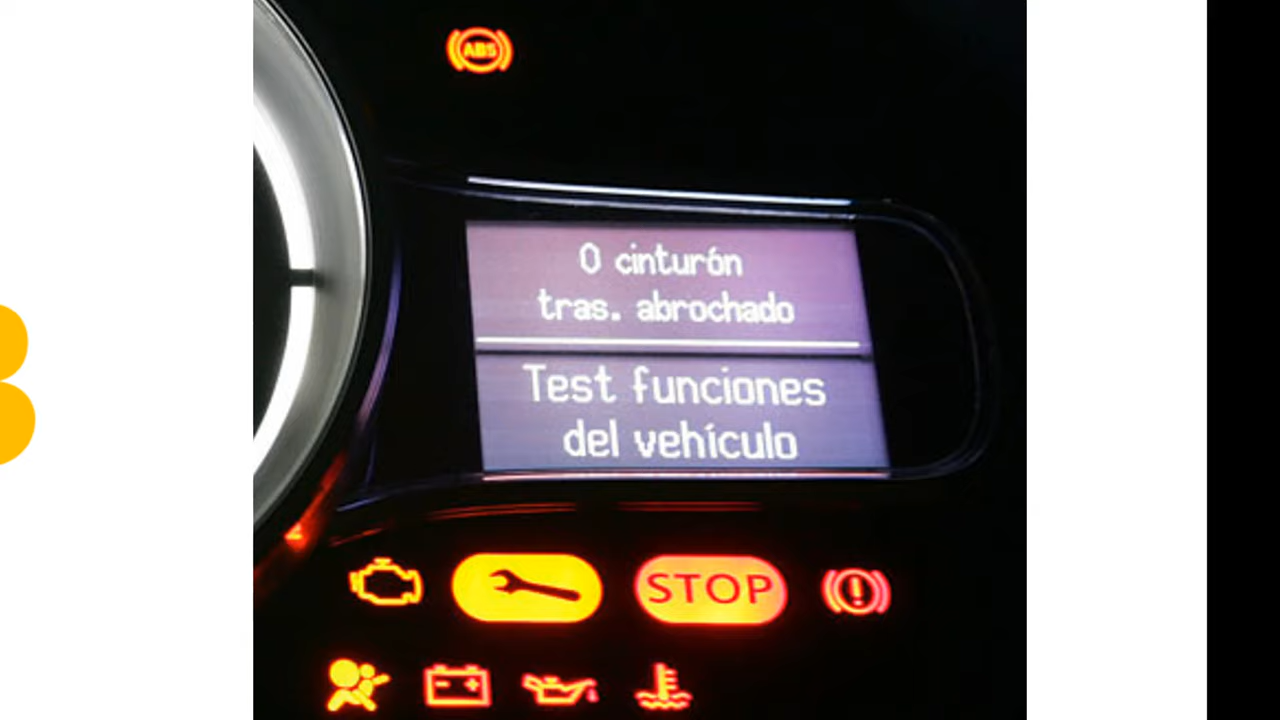 ABS
0 cinturón
tras. abrochado
Test funciones
del vehículo
STOP